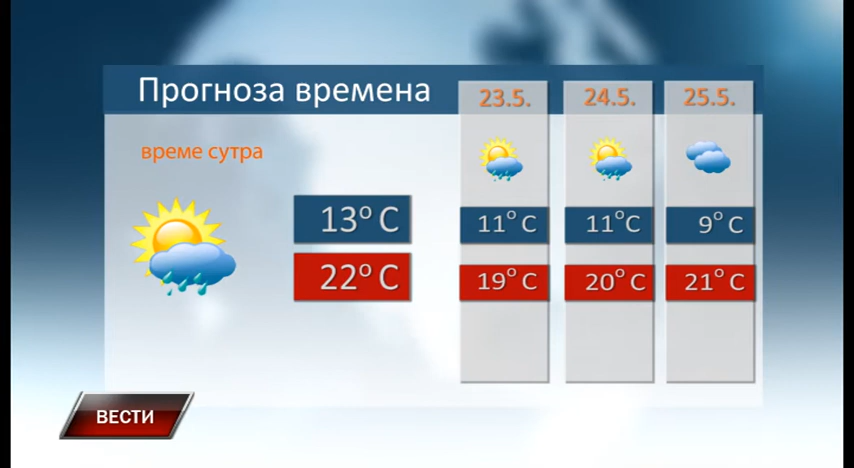 Прогноза времена
23.5.
24.5.
25.5.
време сутра
13° C
22° C
11° C
11°C
9° C
19° C
20° C
21° C
ВЕСТИ